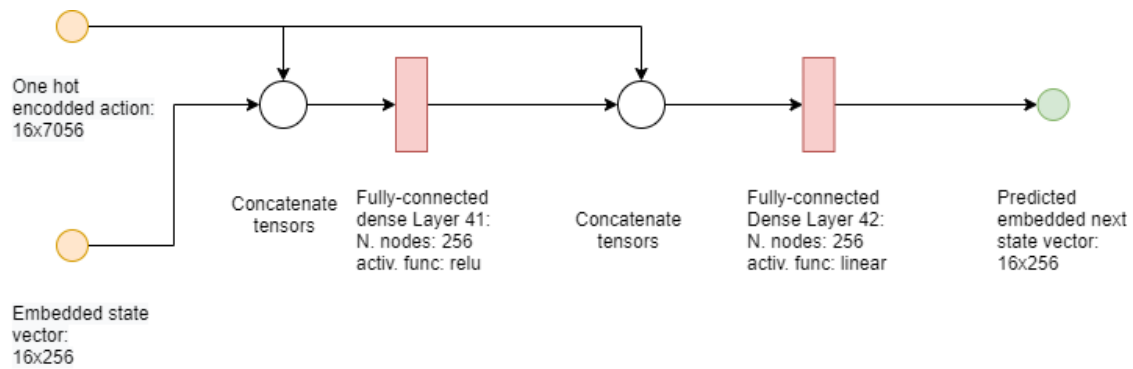 One hot
encodded action:
16x7056
Concatenate
tensors
Fully-connected
dense Layer 41:
N. nodes: 256
activ. func: relu
Concatenate
tensors
Fully-connected
Dense Layer 42:
N. nodes: 256
activ. func: linear
Predicted
embedded next
state vector:
16x256
Embedded state
vector:
16x256